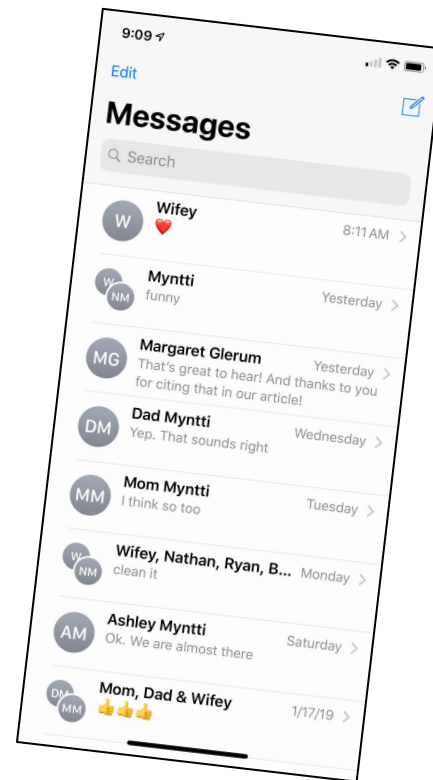 9:09
Edit
Messages
Search
W
Wifey
8:11 AM
❤️
W
NM
Myntti
Yesterday
funny
MG
Margaret Glerum
Yesterday
That's great to hear! And thanks to you
for citing that in our article!
DM
Dad Myntti
Wednesday
Yep. That sounds right
MM
Mom Myntti
Tuesday
I think so too
W
NM
Wifey, Nathan, Ryan, B...
Monday
clean it
AM
Ashley Myntti
Saturday
Ok. We are almost there
DM
MM
Mom, Dad & Wifey
1/17/19
👍👍👍